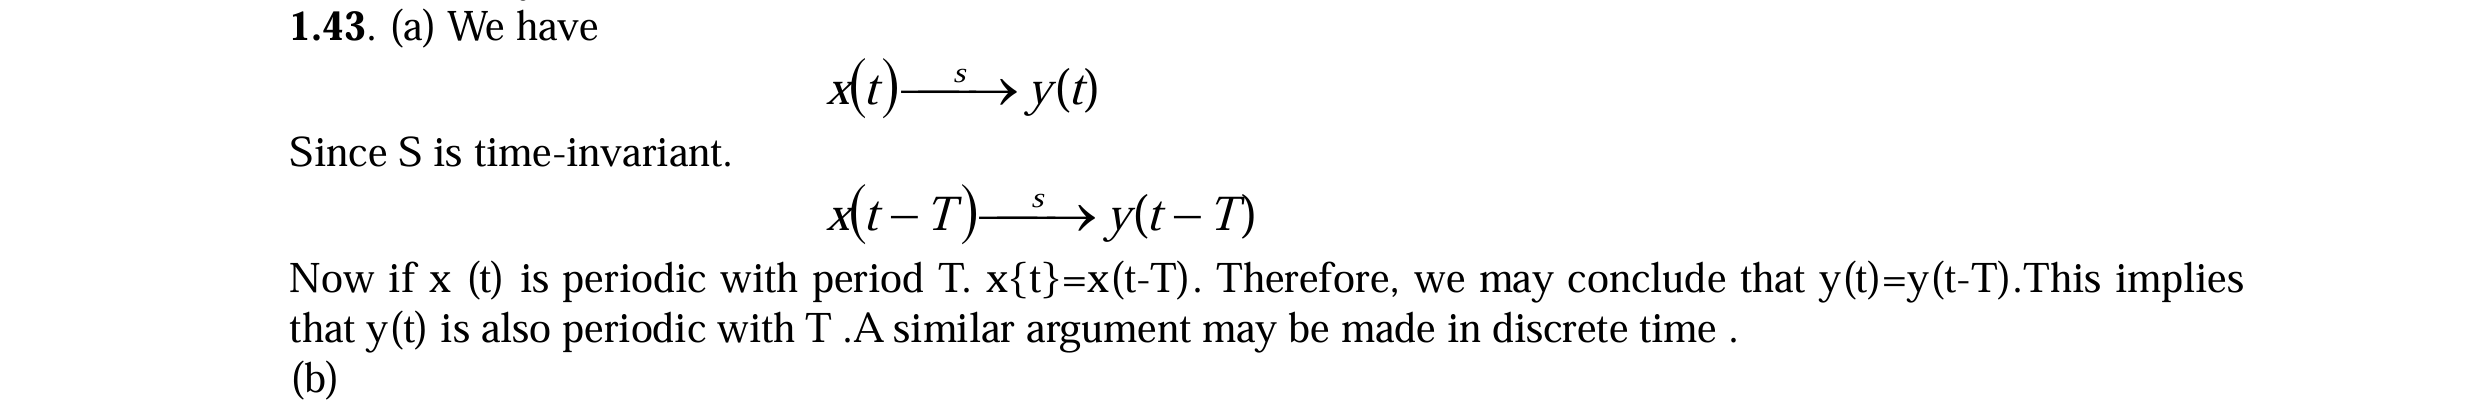 1.43. (a) We have
x(t) —s→ y(t)
Since S is time-invariant.
x(t − T) —s→ y(t − T)
Now if x (t) is periodic with period T. x{t}=x(t-T). Therefore, we may conclude that y(t)=y(t-T).This implies
that y(t) is also periodic with T .A similar argument may be made in discrete time .
(b)